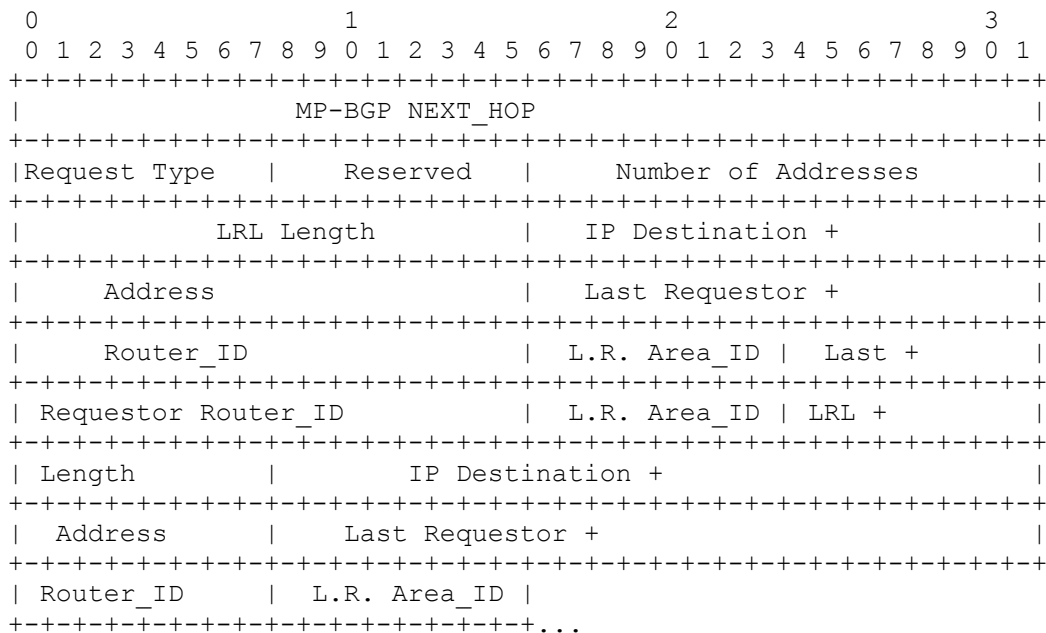 0                   1                   2                   3
 0 1 2 3 4 5 6 7 8 9 0 1 2 3 4 5 6 7 8 9 0 1 2 3 4 5 6 7 8 9 0 1
+-+-+-+-+-+-+-+-+-+-+-+-+-+-+-+-+-+-+-+-+-+-+-+-+-+-+-+-+-+-+-+-+
|                 MP-BGP NEXT_HOP                               |
+-+-+-+-+-+-+-+-+-+-+-+-+-+-+-+-+-+-+-+-+-+-+-+-+-+-+-+-+-+-+-+-+
|Request Type   |    Reserved   |     Number of Addresses       |
+-+-+-+-+-+-+-+-+-+-+-+-+-+-+-+-+-+-+-+-+-+-+-+-+-+-+-+-+-+-+-+-+
|            LRL Length         |   IP Destination +            |
+-+-+-+-+-+-+-+-+-+-+-+-+-+-+-+-+-+-+-+-+-+-+-+-+-+-+-+-+-+-+-+-+
|     Address                   |   Last Requestor +            |
+-+-+-+-+-+-+-+-+-+-+-+-+-+-+-+-+-+-+-+-+-+-+-+-+-+-+-+-+-+-+-+-+
|     Router_ID                 |  L.R. Area_ID |  Last +       |
+-+-+-+-+-+-+-+-+-+-+-+-+-+-+-+-+-+-+-+-+-+-+-+-+-+-+-+-+-+-+-+-+
| Requestor Router_ID           |  L.R. Area_ID | LRL +         |
+-+-+-+-+-+-+-+-+-+-+-+-+-+-+-+-+-+-+-+-+-+-+-+-+-+-+-+-+-+-+-+-+
| Length        |        IP Destination +                       |
+-+-+-+-+-+-+-+-+-+-+-+-+-+-+-+-+-+-+-+-+-+-+-+-+-+-+-+-+-+-+-+-+
|  Address      |    Last Requestor +                           |
+-+-+-+-+-+-+-+-+-+-+-+-+-+-+-+-+-+-+-+-+-+-+-+-+-+-+-+-+-+-+-+-+
| Router_ID     |  L.R. Area_ID |
+-+-+-+-+-+-+-+-+-+-+-+-+-+-+-+-+...